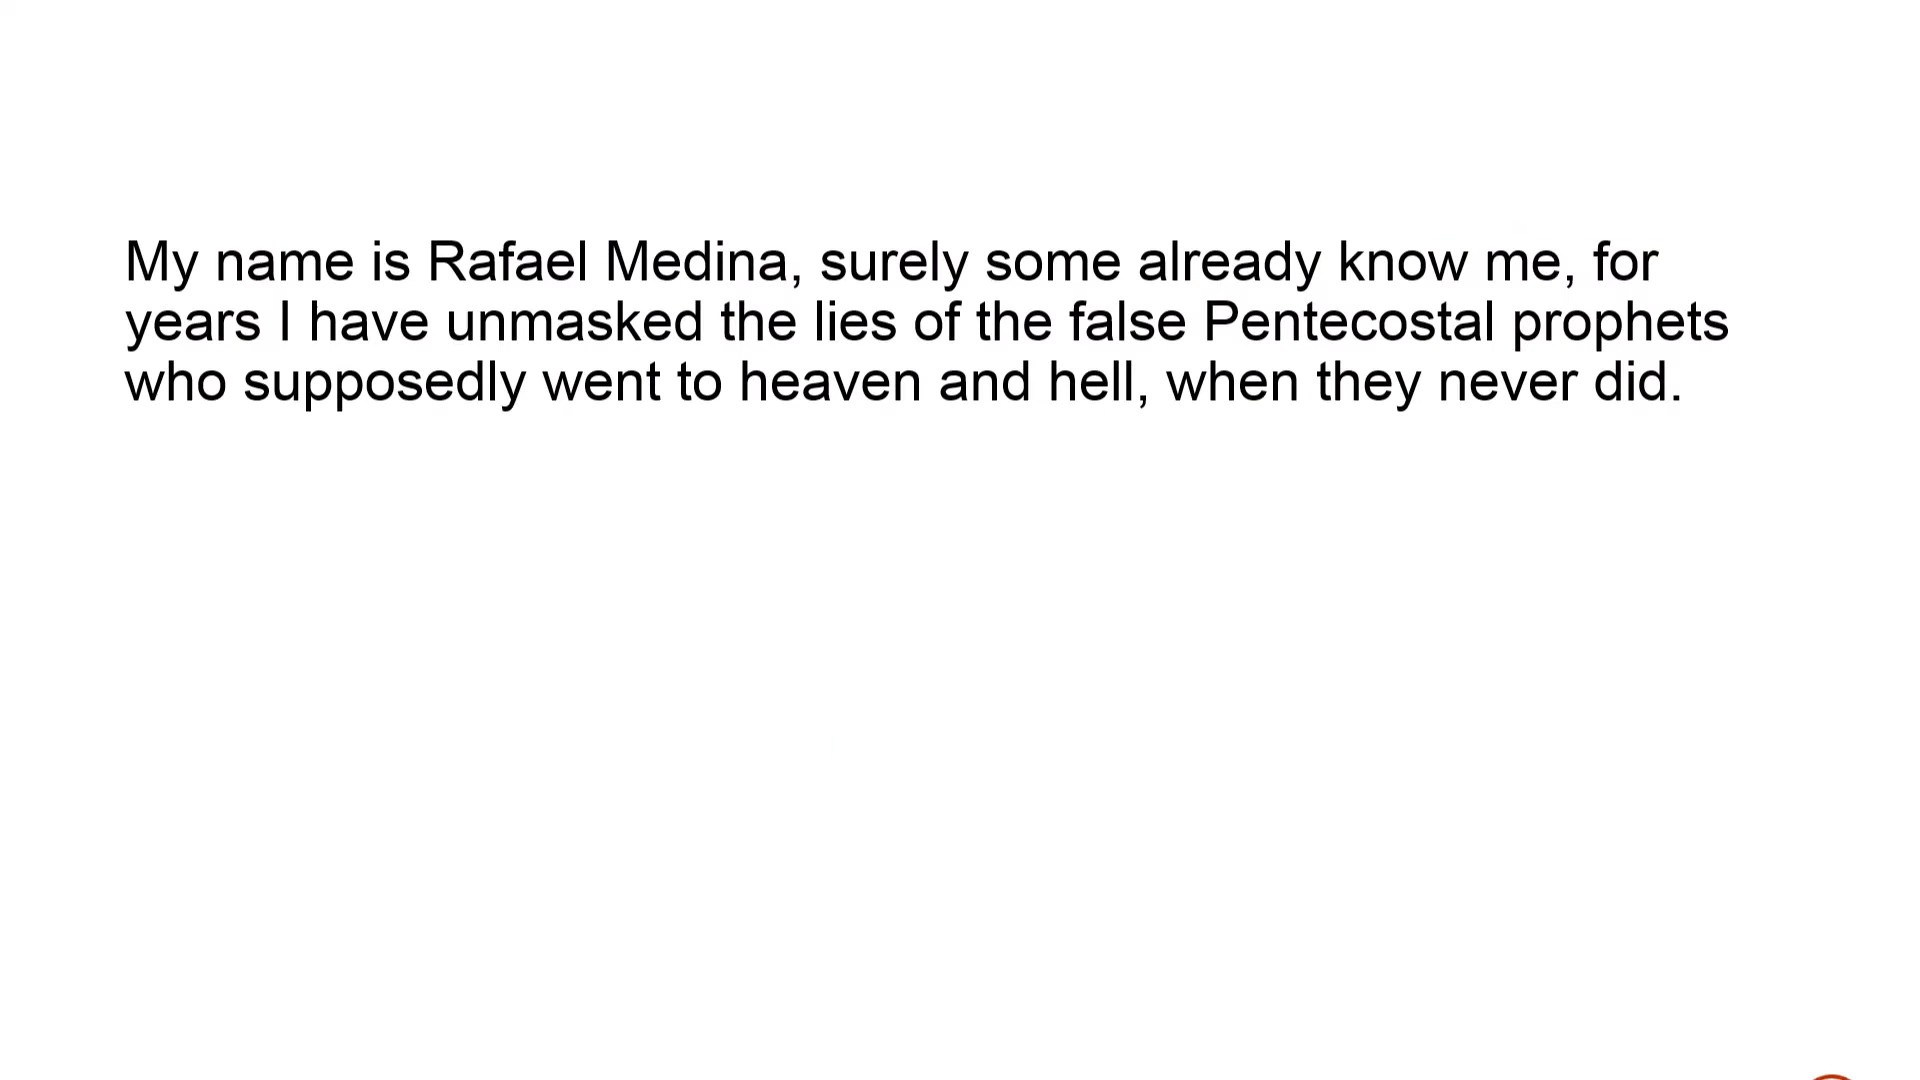 My name is Rafael Medina, surely some already know me, for
years I have unmasked the lies of the false Pentecostal prophets
who supposedly went to heaven and hell, when they never did.